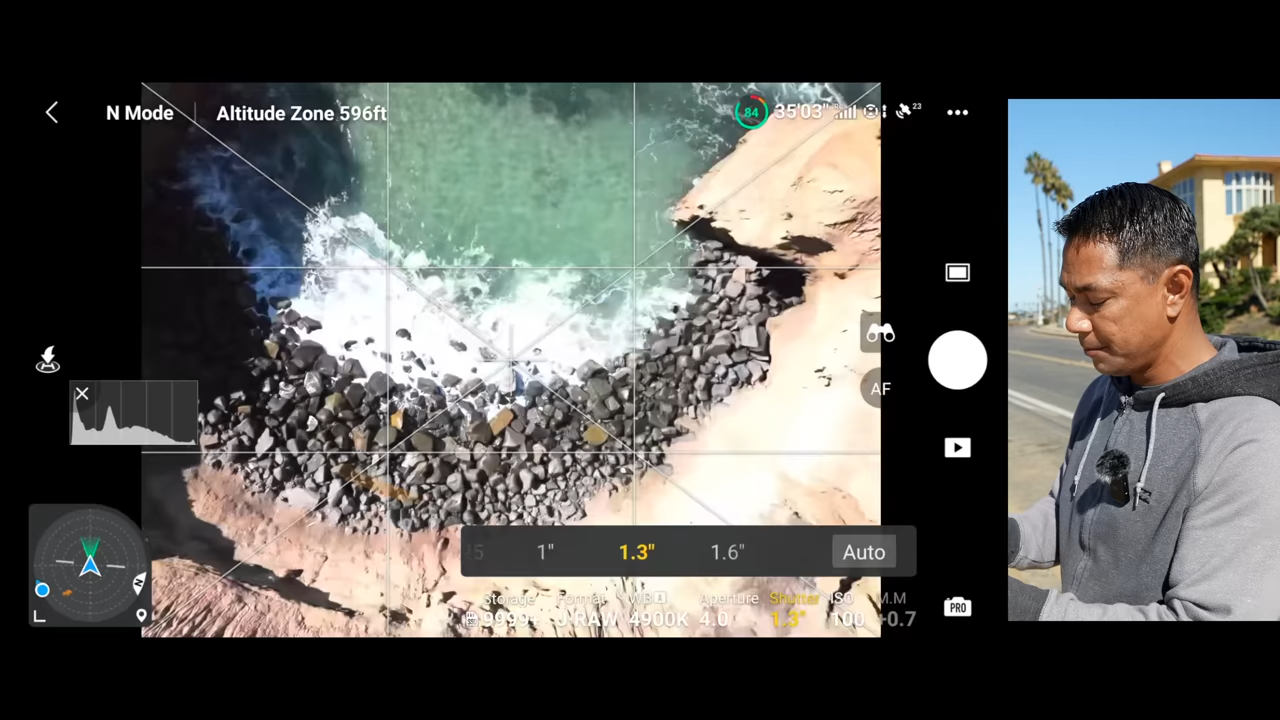 N Mode
Altitude Zone 596ft
84
35'03"
23
AF
N
L
1"
1.3"
1.6"
Auto
Storage Format WB A Aperture Shutter ISO M.M
9999+ J-RAW 4900K 4.0 1.3" 100 +0.7
PRO